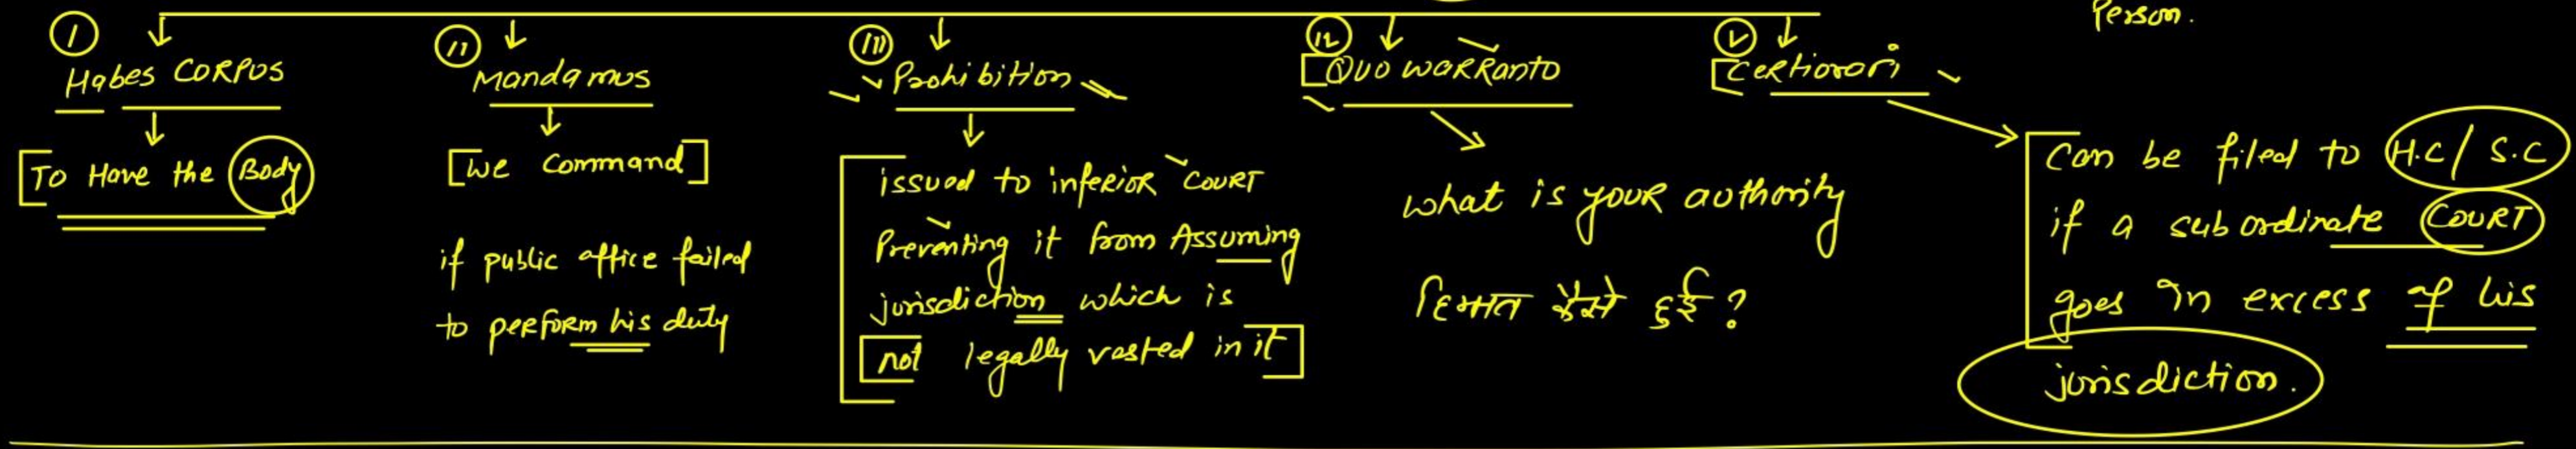 Person.
(I) Habes CORPUS
[To Have the Body
(II) Mandamus
[we command]
if public office failed
to perform his duty
(III) Prohibition
issued to inferior COURT
Preventing it from Assuming
jurisdiction which is
[not legally vested in it]
(IV) [QUO WARRANTO
what is your authority
हिम्मत कैसे हुई ?
(V) [Certiorari
Can be filed to H.C / S.C
if a subordinate COURT
goes in excess of his
jurisdiction.